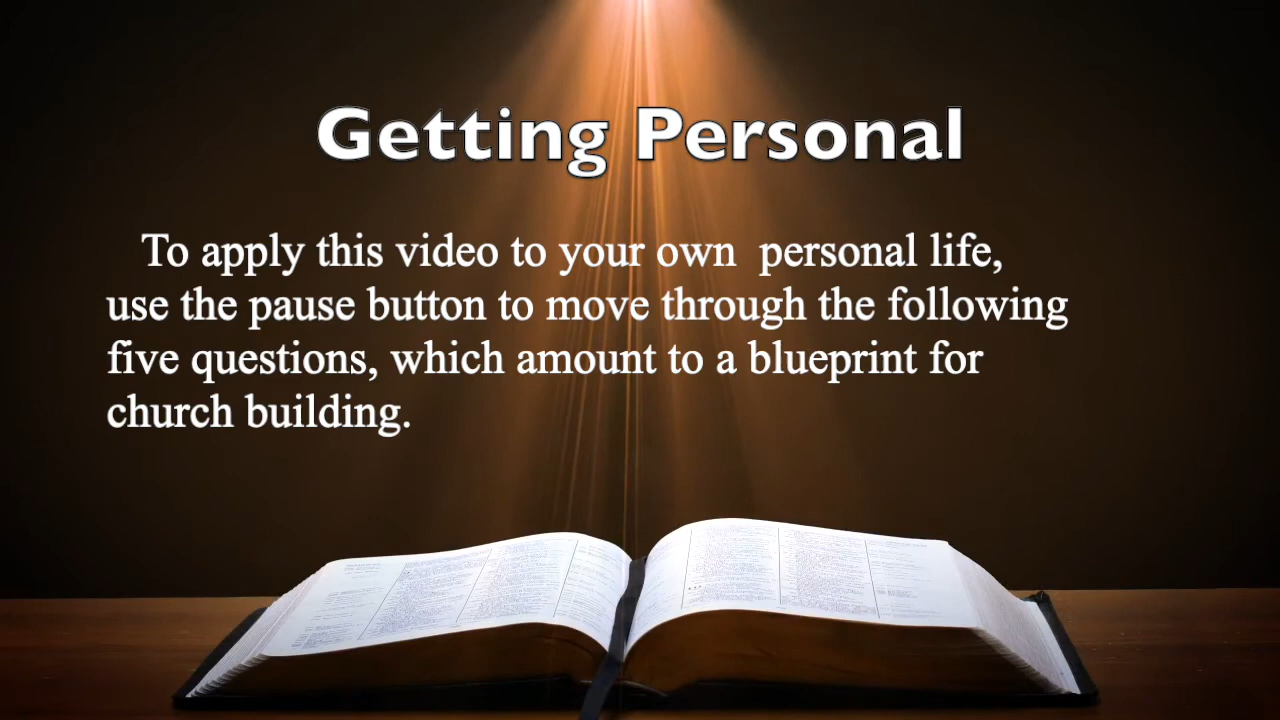 Getting Personal
To apply this video to your own  personal life,
use the pause button to move through the following
five questions, which amount to a blueprint for
church building.